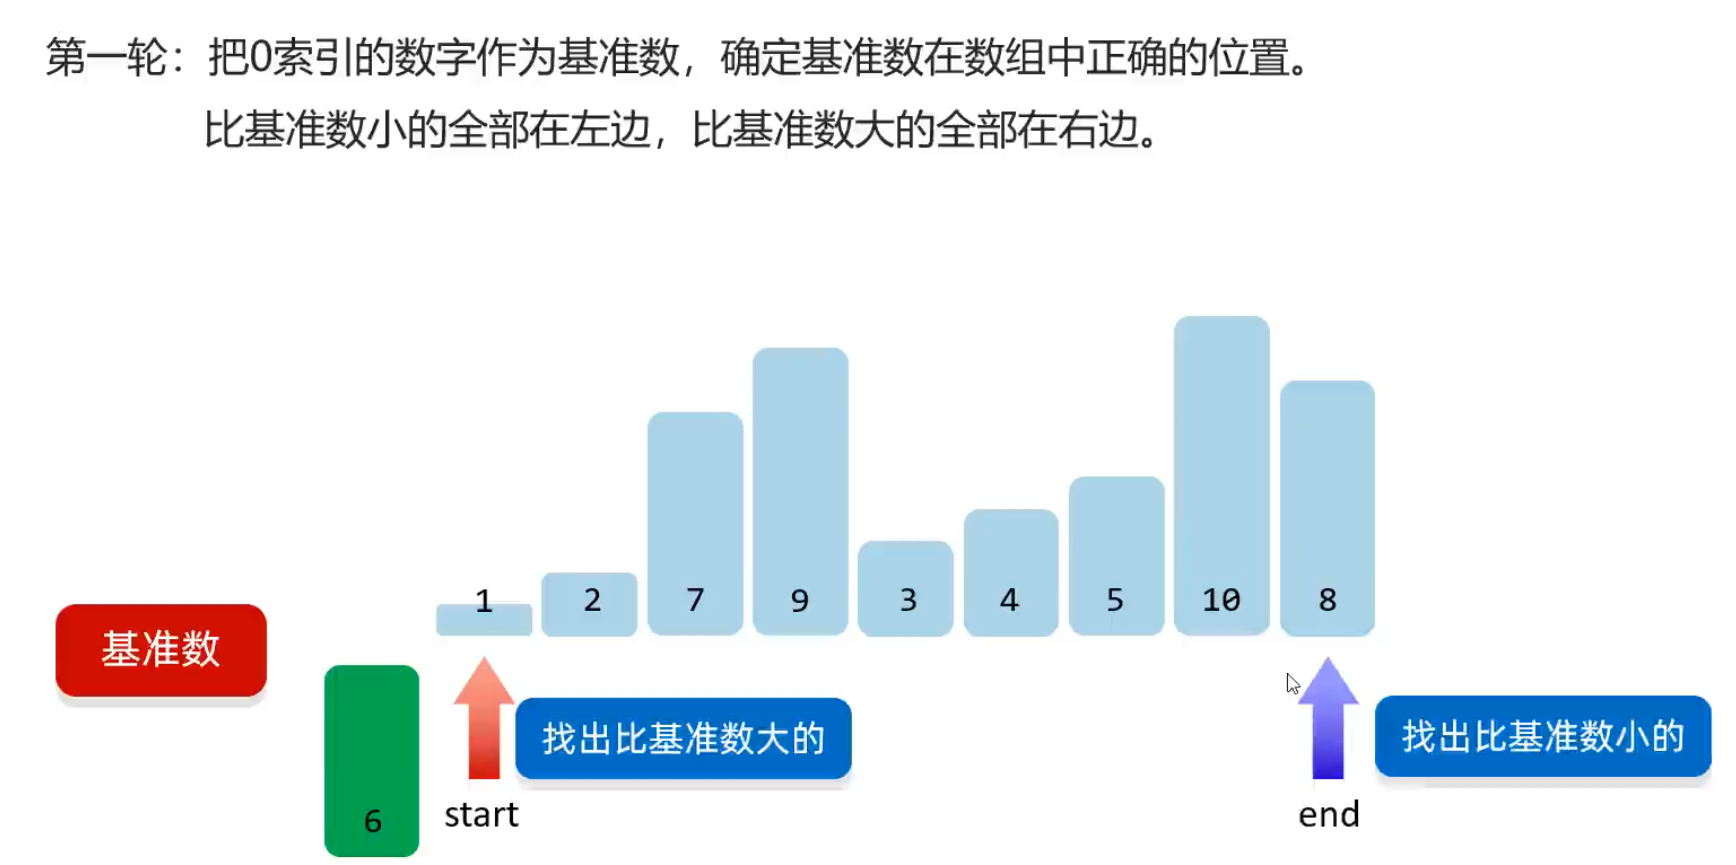 第一轮：把0索引的数字作为基准数，确定基准数在数组中正确的位置。
比基准数小的全部在左边，比基准数大的全部在右边。
1 2 7 9 3 4 5 10 8
基准数
6
找出比基准数大的
找出比基准数小的
start
end